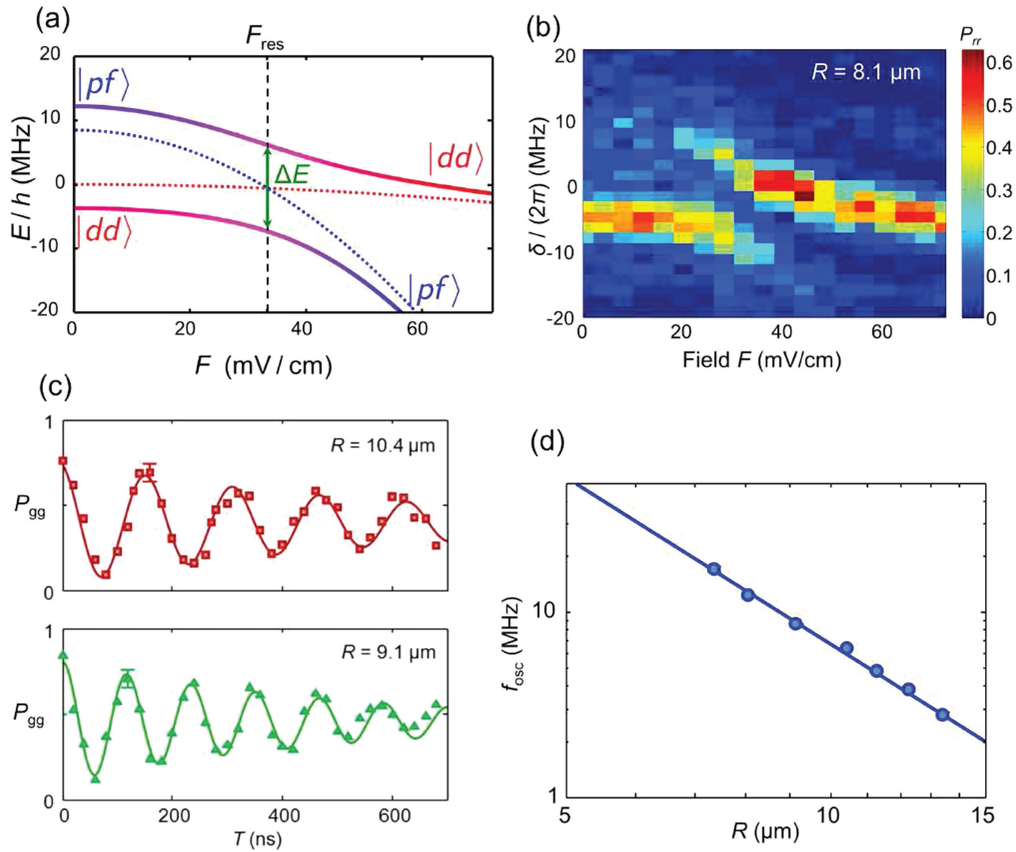 (a)
F_res
|pf⟩
|dd⟩
ΔE
|dd⟩
|pf⟩
E / h (MHz)
20
10
0
-10
-20
0
20
40
60
F (mV / cm)
(b)
P_rr
R = 8.1 µm
δ / (2π) (MHz)
20
10
0
-10
-20
0
20
40
60
Field F (mV/cm)
0.6
0.5
0.4
0.3
0.2
0.1
0
(c)
R = 10.4 µm
P_gg
1
0
R = 9.1 µm
P_gg
1
0
0
200
400
600
T (ns)
(d)
f_osc (MHz)
10
1
5
10
15
R (µm)